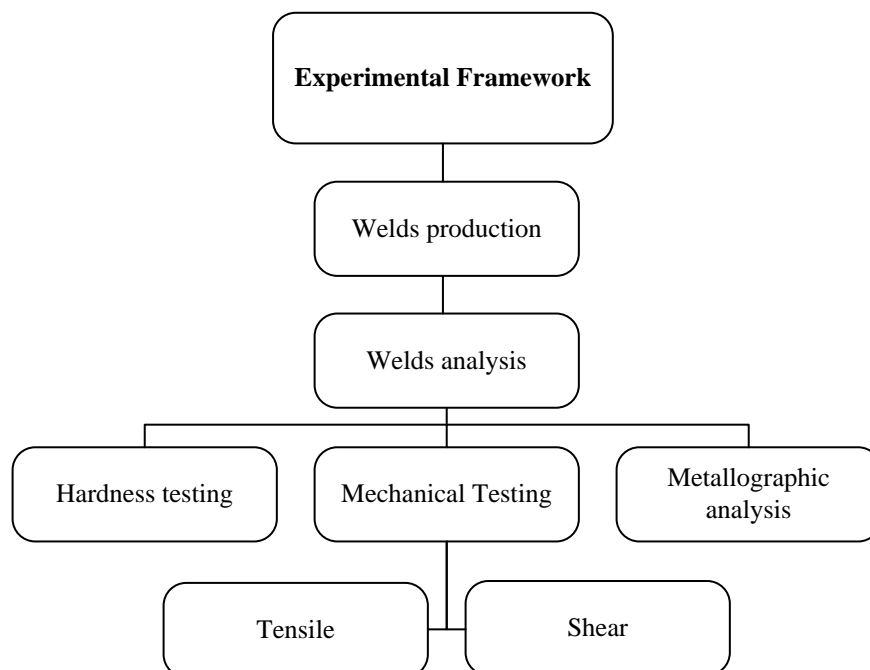 Experimental Framework
Welds production
Welds analysis
Hardness testing
Mechanical Testing
Metallographic
analysis
Tensile
Shear